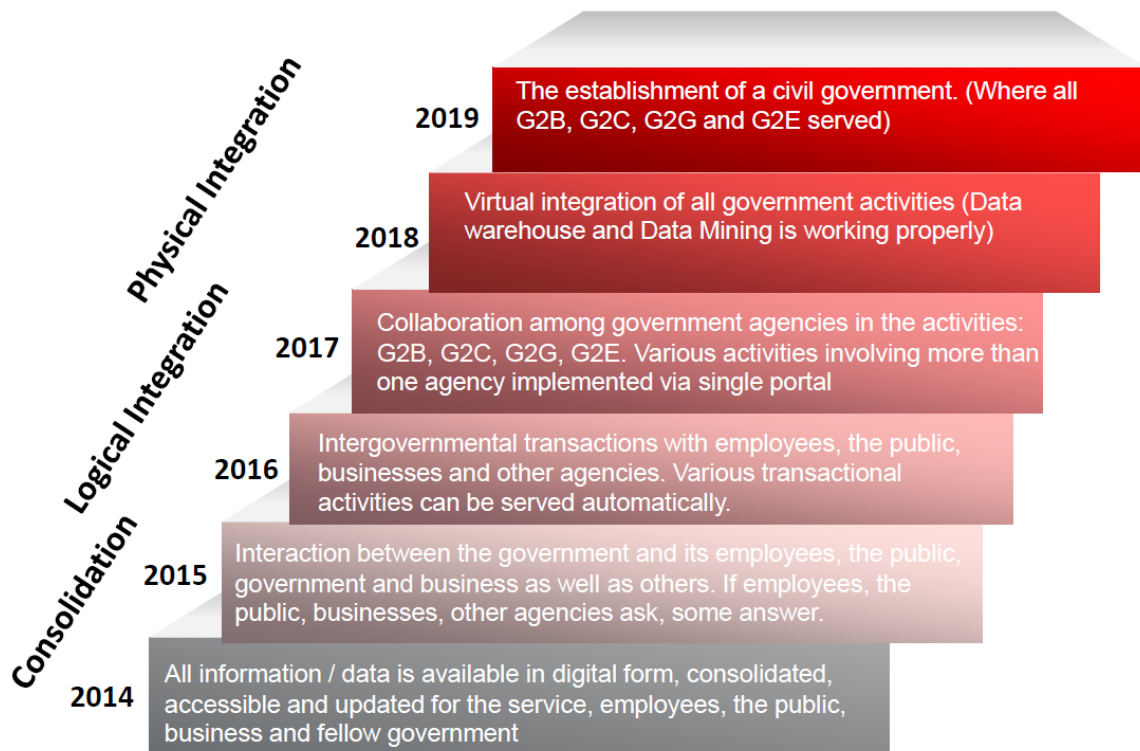 Physical Integration
Logical Integration
Consolidation
2019
The establishment of a civil government. (Where all
G2B, G2C, G2G and G2E served)
2018
Virtual integration of all government activities (Data
warehouse and Data Mining is working properly)
2017
Collaboration among government agencies in the activities:
G2B, G2C, G2G, G2E. Various activities involving more than
one agency implemented via single portal
2016
Intergovernmental transactions with employees, the public,
businesses and other agencies. Various transactional
activities can be served automatically.
2015
Interaction between the government and its employees, the public,
government and business as well as others. If employees, the
public, businesses, other agencies ask, some answer.
2014
All information / data is available in digital form, consolidated,
accessible and updated for the service, employees, the public,
business and fellow government